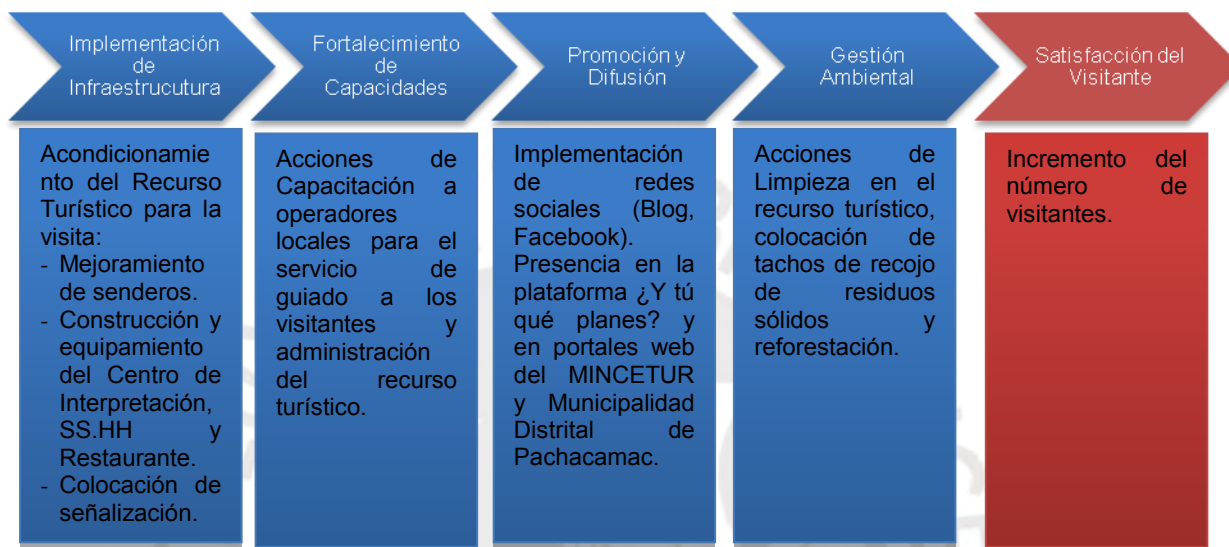 Implementación
de
Infraestrucutura
Acondicionamie
nto del Recurso
Turístico para la
visita:
- Mejoramiento
de senderos.
- Construcción y
equipamiento
del Centro de
Interpretación,
SS.HH y
Restaurante.
- Colocación de
señalización.
Fortalecimiento
de
Capacidades
Acciones de
Capacitación a
operadores
locales para el
servicio de
guiado a los
visitantes y
administración
del recurso
turístico.
Promoción y
Difusión
Implementación
de redes
sociales (Blog,
Facebook).
Presencia en la
plataforma ¿Y tú
qué planes? y
en portales web
del MINCETUR
y Municipalidad
Distrital de
Pachacamac.
Gestión
Ambiental
Acciones de
Limpieza en el
recurso turístico,
colocación de
tachos de recojo
de residuos
sólidos y
reforestación.
Satisfacción del
Visitante
Incremento del
número de
visitantes.